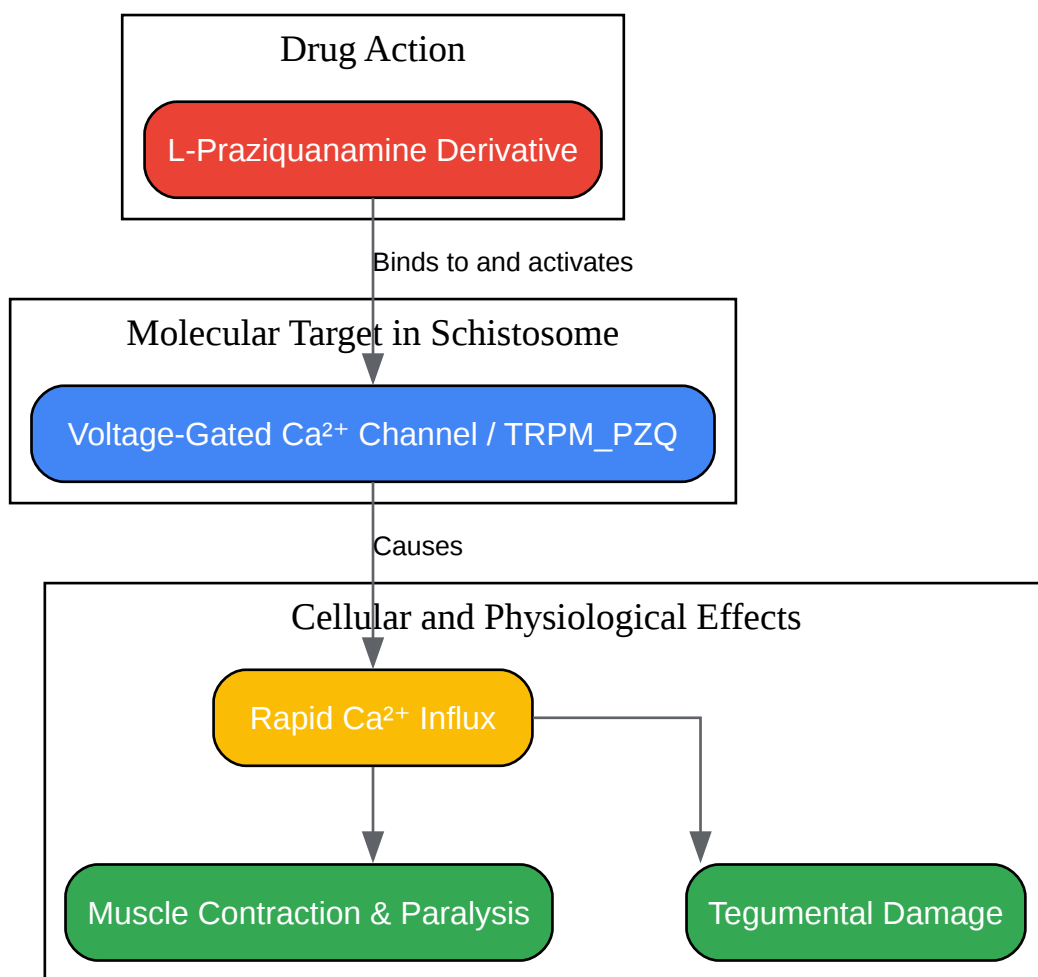 Drug Action
L-Praziquanamine Derivative
Binds to and activates
Molecular Target in Schistosome
Voltage-Gated Ca²⁺ Channel / TRPM_PZQ
Causes
Cellular and Physiological Effects
Rapid Ca²⁺ Influx
Muscle Contraction & Paralysis
Tegumental Damage